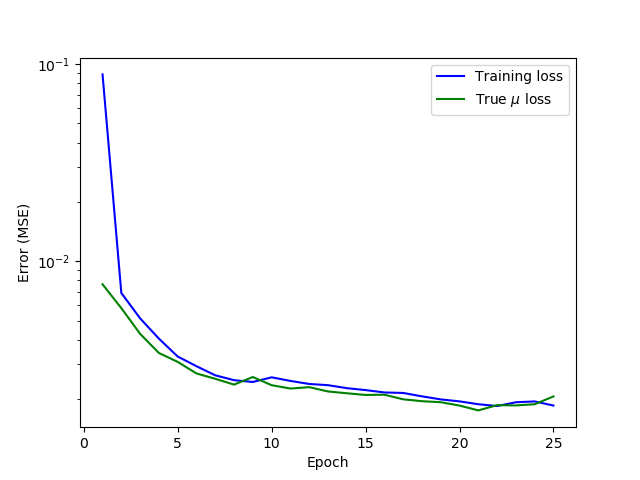 10⁻¹
10⁻²
Error (MSE)
Training loss
True μ loss
0 5 10 15 20 25
Epoch